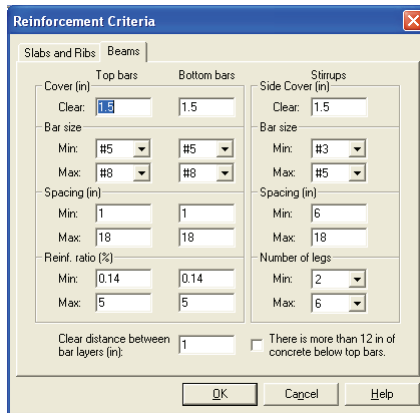 Reinforcement Criteria
Slabs and Ribs Beams
Top bars Bottom bars Stirrups
Cover (in) Side Cover (in)
Clear: 1.5 1.5 Clear: 1.5
Bar size Bar size
Min: #5 #5 Min: #3
Max: #8 #8 Max: #5
Spacing (in) Spacing (in)
Min: 1 1 Min: 6
Max: 18 18 Max: 18
Reinf. ratio (%) Number of legs
Min: 0.14 0.14 Min: 2
Max: 5 5 Max: 6
Clear distance between 1 There is more than 12 in of
bar layers (in): concrete below top bars.
OK Cancel Help